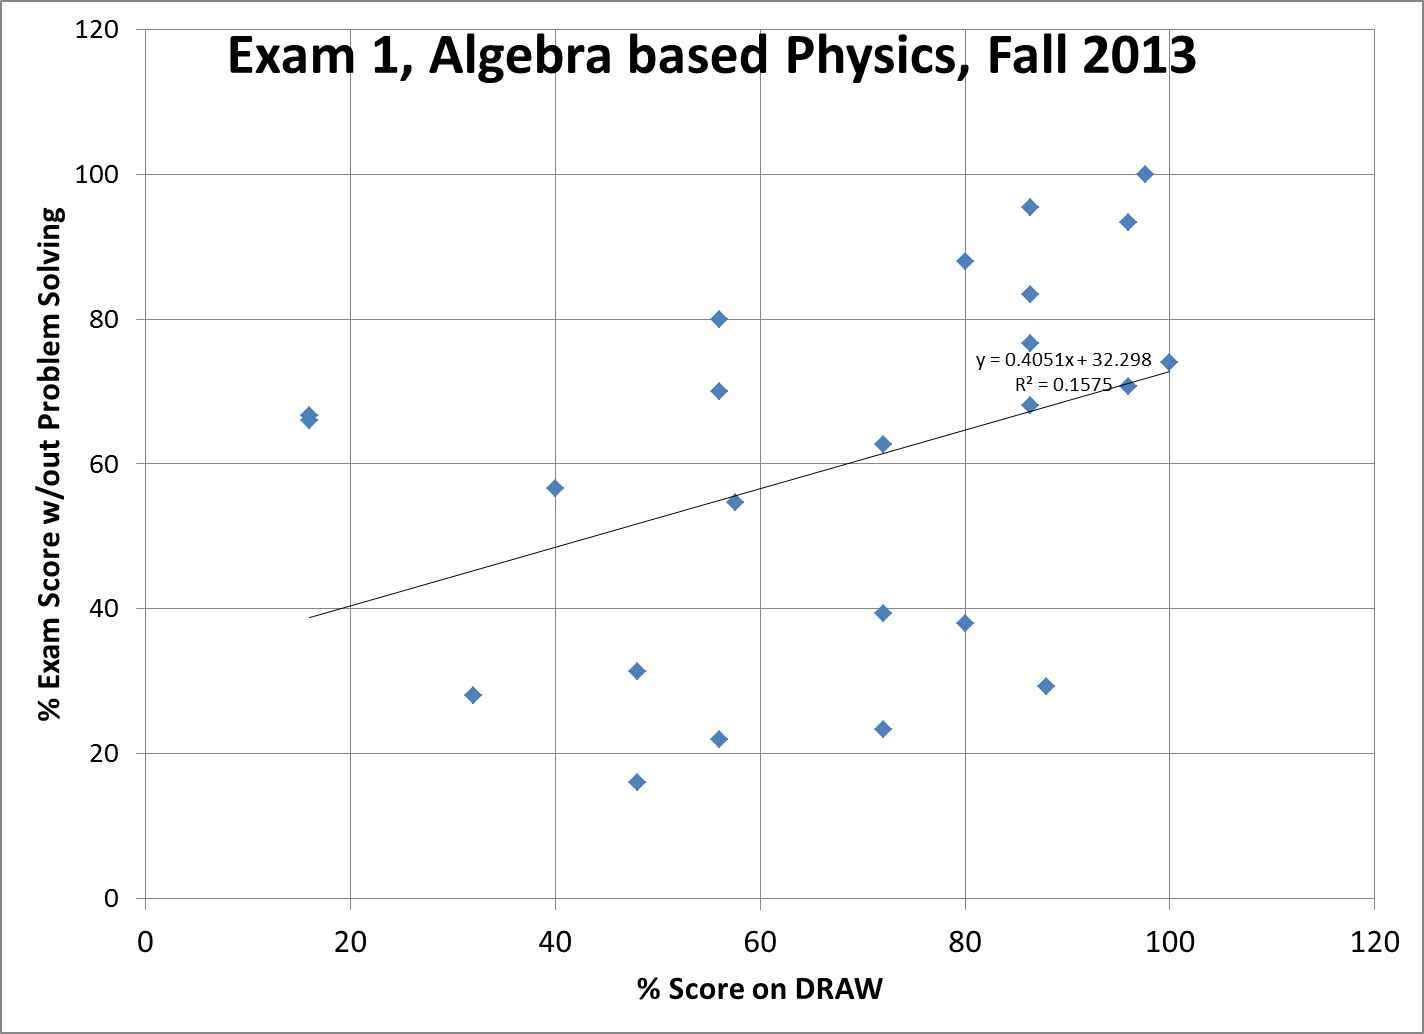 Exam 1, Algebra based Physics, Fall 2013
120
100
80
60
40
20
0
% Exam Score w/out Problem Solving
y = 0.4051x + 32.298
R² = 0.1575
0 20 40 60 80 100 120
% Score on DRAW